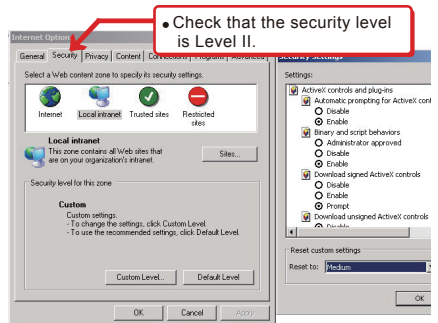 • Check that the security level
is Level II.
Internet Option
General Security Privacy Content Connections Programs Advanced
Select a Web content zone to specify its security settings.
Internet Local intranet Trusted sites Restricted
sites
Local intranet
This zone contains all Web sites that
are on your organization's intranet.
Sites...
Security level for this zone
Custom
Custom settings.
- To change the settings, click Custom Level.
- To use the recommended settings, click Default Level.
Custom Level... Default Level
OK Cancel Apply
Security Settings
Settings:
ActiveX controls and plug-ins
Automatic prompting for ActiveX cont
Disable
Enable
Binary and script behaviors
Administrator approved
Disable
Enable
Download signed ActiveX controls
Disable
Enable
Prompt
Download unsigned ActiveX controls
Disable
Reset custom settings
Reset to: Medium
OK